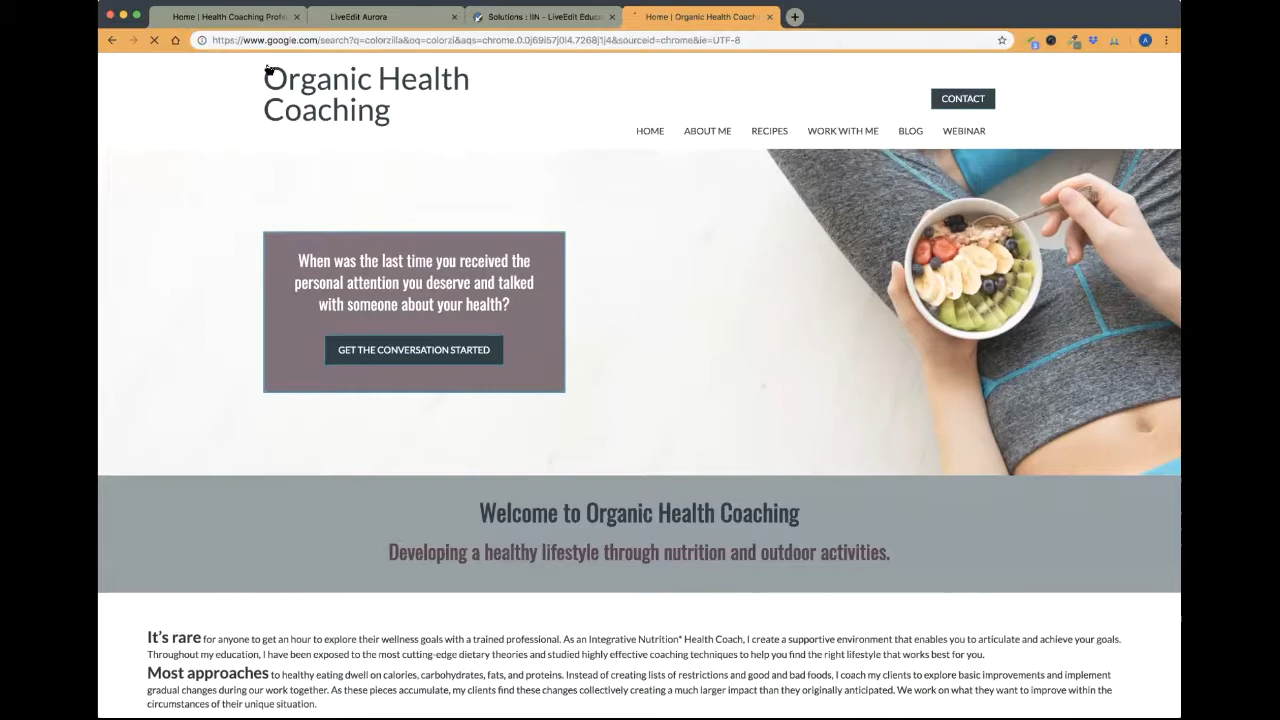 Home | Health Coaching Profe
LiveEdit Aurora
Solutions : IIN - LiveEdit Educ
Home | Organic Health Coachi
https://www.google.com/search?q=colorzilla&oq=colorzi&aqs=chrome.0.0j69i57j0l4.7268j1j4&sourceid=chrome&ie=UTF-8
Organic Health
Coaching
CONTACT
HOME ABOUT ME RECIPES WORK WITH ME BLOG WEBINAR
When was the last time you received the
personal attention you deserve and talked
with someone about your health?
GET THE CONVERSATION STARTED
Welcome to Organic Health Coaching
Developing a healthy lifestyle through nutrition and outdoor activities.
It's rare for anyone to get an hour to explore their wellness goals with a trained professional. As an Integrative Nutrition* Health Coach, I create a supportive environment that enables you to articulate and achieve your goals.
Throughout my education, I have been exposed to the most cutting-edge dietary theories and studied highly effective coaching techniques to help you find the right lifestyle that works best for you.
Most approaches to healthy eating dwell on calories, carbohydrates, fats, and proteins. Instead of creating lists of restrictions and good and bad foods, I coach my clients to explore basic improvements and implement
gradual changes during our work together. As these pieces accumulate, my clients find these changes collectively creating a much larger impact than they originally anticipated. We work on what they want to improve within the
circumstances of their unique situation.